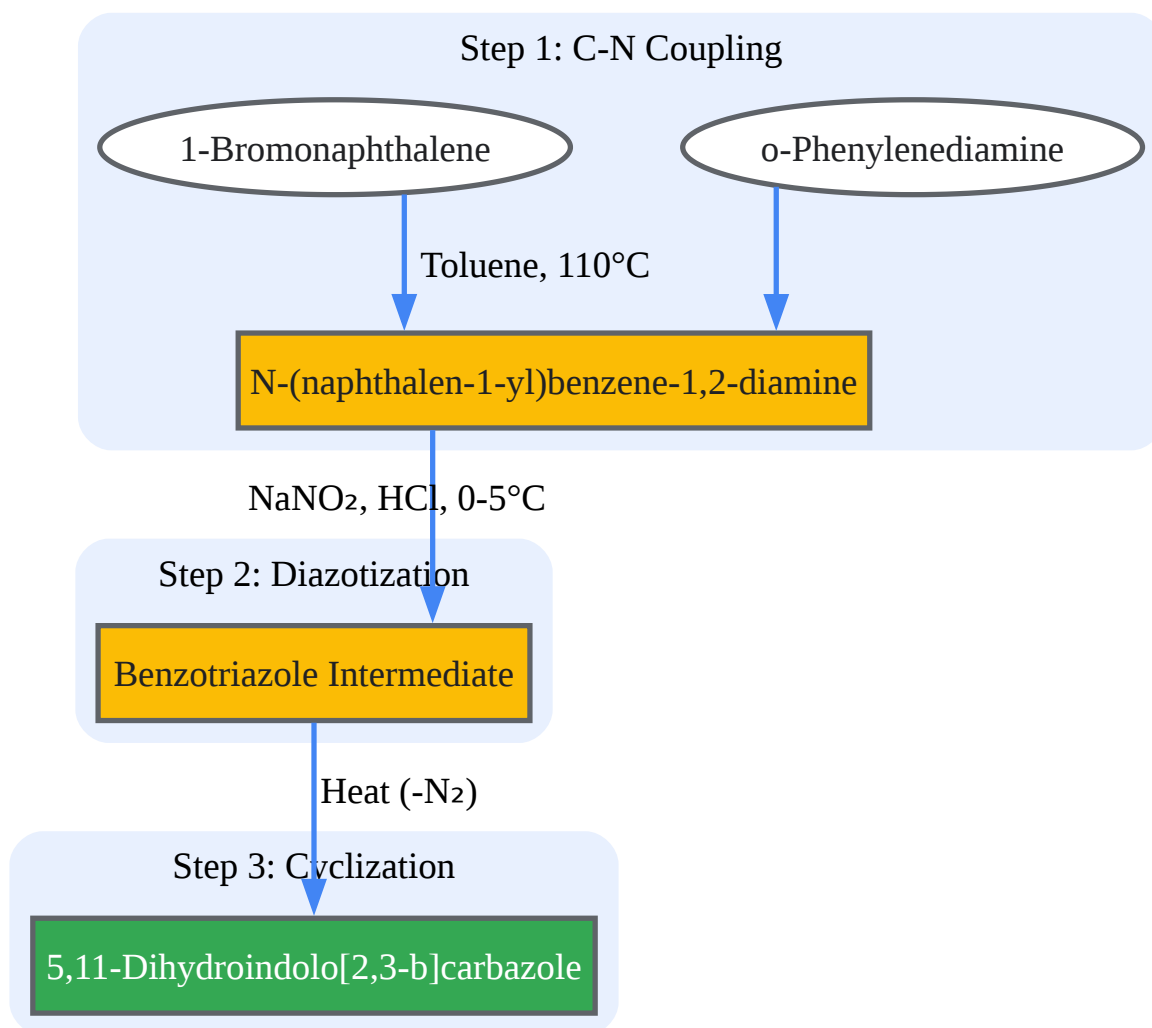 Step 1: C-N Coupling
1-Bromonaphthalene
o-Phenylenediamine
Toluene, 110°C
N-(naphthalen-1-yl)benzene-1,2-diamine
NaNO₂, HCl, 0-5°C
Step 2: Diazotization
Benzotriazole Intermediate
Heat (-N₂)
Step 3: Cyclization
5,11-Dihydroindolo[2,3-b]carbazole